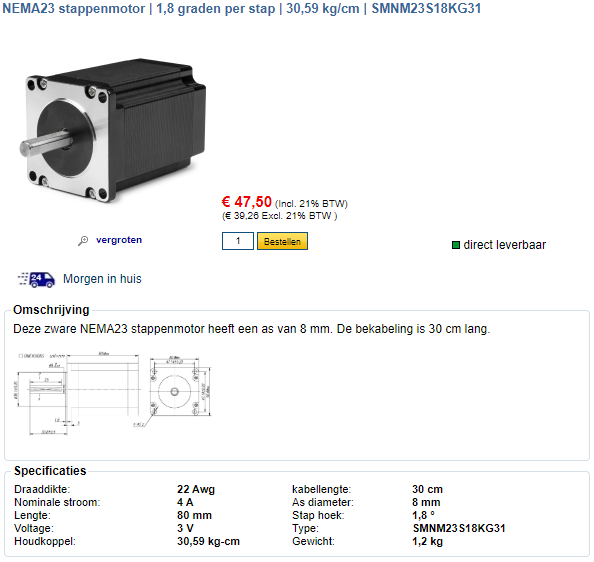 NEMA23 stappenmotor | 1,8 graden per stap | 30,59 kg/cm | SMNM23S18KG31
€ 47,50 (Incl. 21% BTW)
(€ 39,26 Excl. 21% BTW )
vergroten
1 Bestellen
direct leverbaar
24
Morgen in huis
Omschrijving
Deze zware NEMA23 stappenmotor heeft een as van 8 mm. De bekabeling is 30 cm lang.
Specificaties
Draaddikte: 22 Awg kabellengte: 30 cm
Nominale stroom: 4 A As diameter: 8 mm
Lengte: 80 mm Stap hoek: 1,8 °
Voltage: 3 V Type: SMNM23S18KG31
Houdkoppel: 30,59 kg-cm Gewicht: 1,2 kg